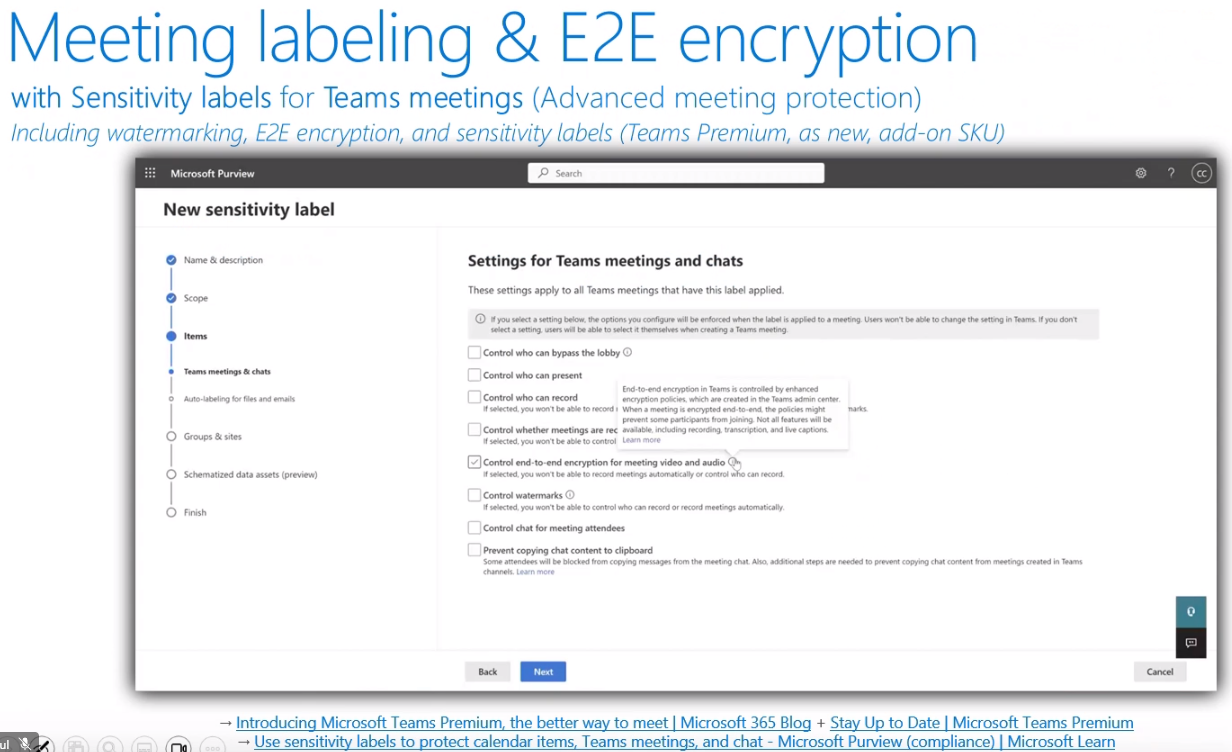 Meeting labeling & E2E encryption
with Sensitivity labels for Teams meetings (Advanced meeting protection)
Including watermarking, E2E encryption, and sensitivity labels (Teams Premium, as new, add-on SKU)
Microsoft Purview
Search
?
CC
New sensitivity label
Name & description
Scope
Items
Teams meetings & chats
Auto-labeling for files and emails
Groups & sites
Schematized data assets (preview)
Finish
Settings for Teams meetings and chats
These settings apply to all Teams meetings that have this label applied.
If you select a setting below, the options you configure will be enforced when the label is applied to a meeting. Users won't be able to change the setting in Teams. If you don't
select a setting, users will be able to select it themselves when creating a Teams meeting.
Control who can bypass the lobby
Control who can present
Control who can record
If selected, you won't be able to record
marks.
Control whether meetings are rec
If selected, you won't be able to control
End-to-end encryption in Teams is controlled by enhanced
encryption policies, which are created in the Teams admin center.
When a meeting is encrypted end-to-end, the policies might
prevent some participants from joining. Not all features will be
available, including recording, transcription, and live captions.
Learn more
Control end-to-end encryption for meeting video and audio
If selected, you won't be able to record meetings automatically or control who can record.
Control watermarks
If selected, you won't be able to control who can record or record meetings automatically.
Control chat for meeting attendees
Prevent copying chat content to clipboard
Some attendees will be blocked from copying messages from the meeting chat. Also, additional steps are needed to prevent copying chat content from meetings created in Teams
channels. Learn more
Back
Next
Cancel
→ Introducing Microsoft Teams Premium, the better way to meet | Microsoft 365 Blog + Stay Up to Date | Microsoft Teams Premium
→ Use sensitivity labels to protect calendar items, Teams meetings, and chat - Microsoft Purview (compliance) | Microsoft Learn
ul